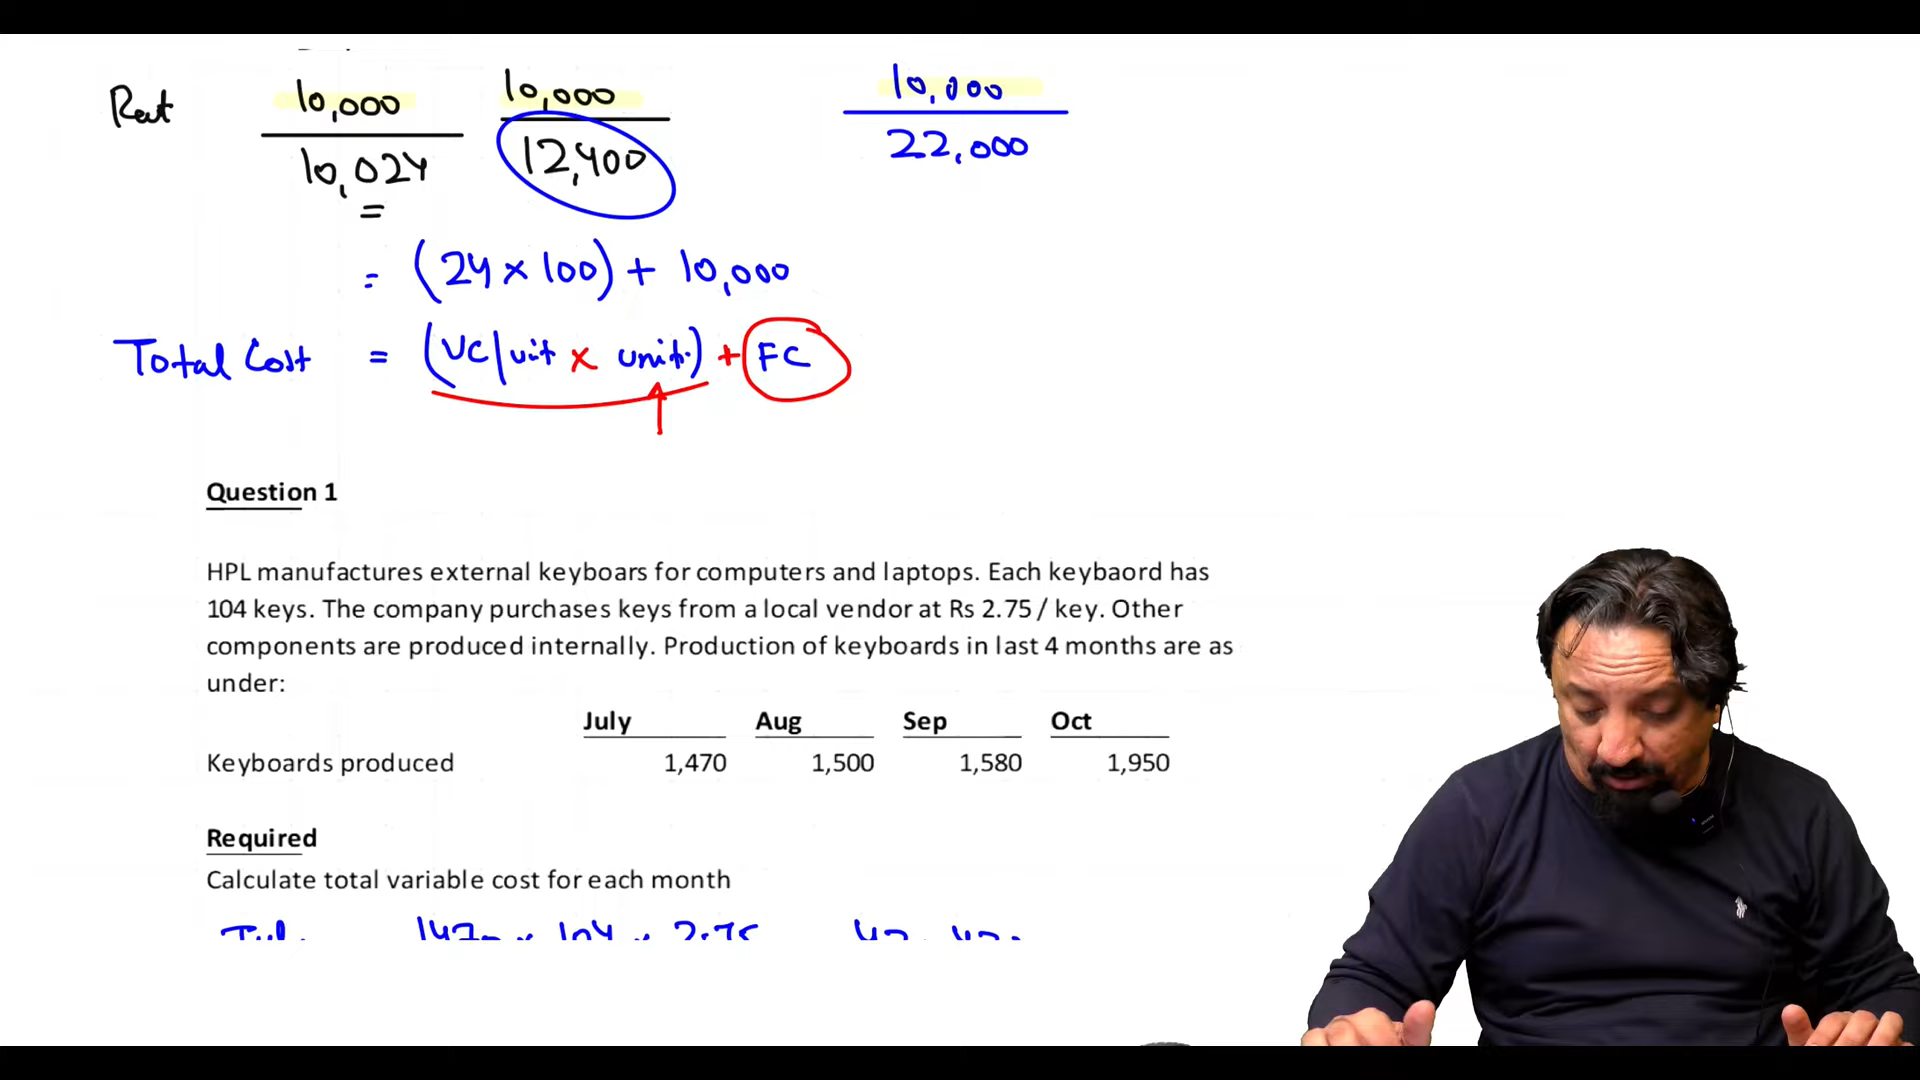 Rent 10,000 10,000 10,000
10,024 12,400 22,000
=
= (24 × 100) + 10,000
Total Cost = (VC/uit × unit.) + FC
Question 1
HPL manufactures external keyboars for computers and laptops. Each keybaord has
104 keys. The company purchases keys from a local vendor at Rs 2.75 / key. Other
components are produced internally. Production of keyboards in last 4 months are as
under:
July Aug Sep Oct
Keyboards produced 1,470 1,500 1,580 1,950
Required
Calculate total variable cost for each month
104 × 2.75